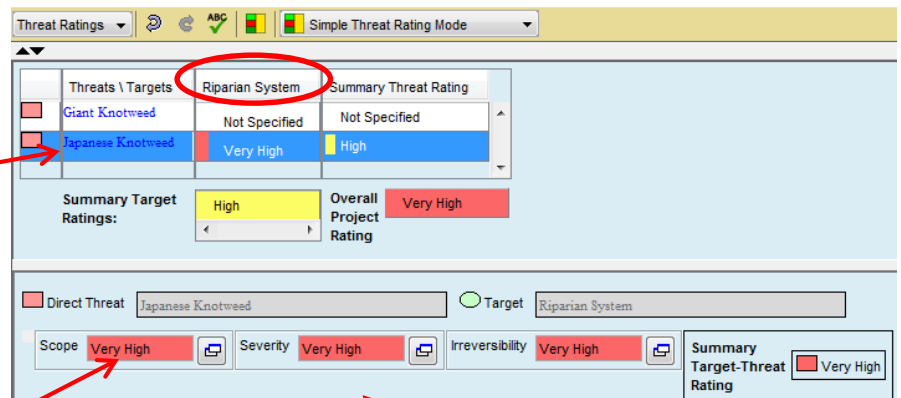 Threat Ratings ABC Simple Threat Rating Mode
Threats \ Targets Riparian System Summary Threat Rating
Giant Knotweed Not Specified Not Specified
Japanese Knotweed Very High High
Summary Target Ratings: High Overall Project Rating Very High
Direct Threat Japanese Knotweed Target Riparian System
Scope Very High Severity Very High Irreversibility Very High Summary Target-Threat Rating Very High